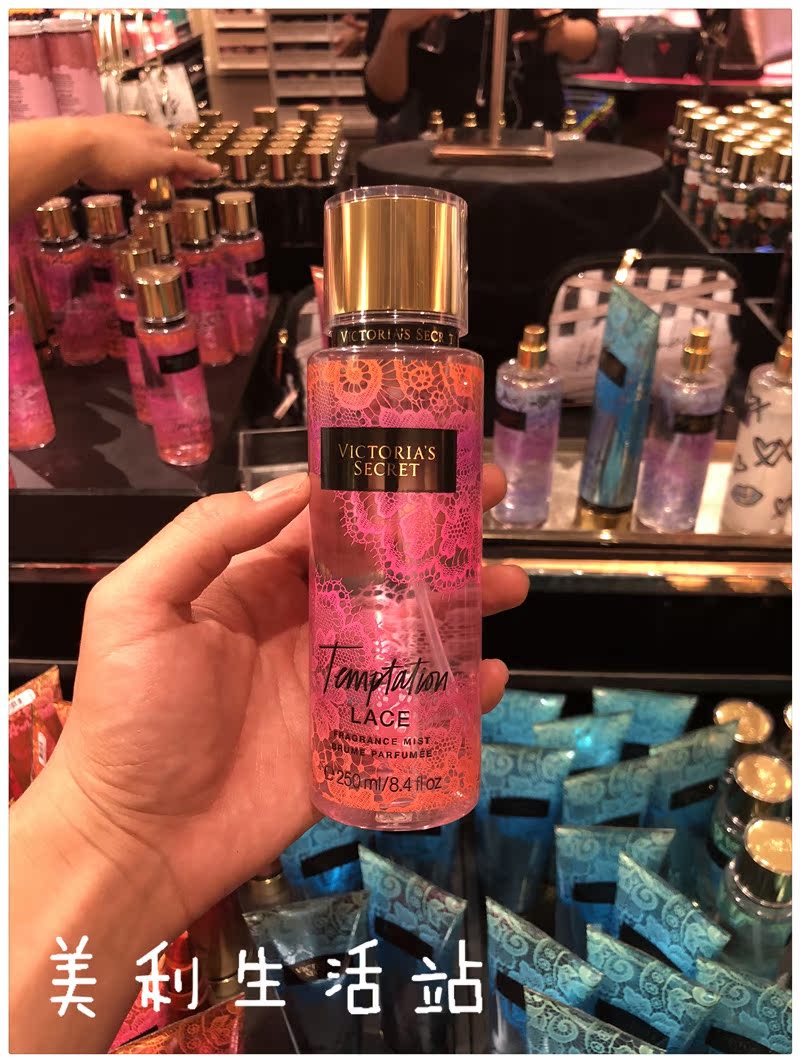 VICTORIA'S SECRET
VICTORIA'S
SECRET
Temptation
LACE
FRAGRANCE MIST
BRUME PARFUMÉE
℮ 250 ml/8.4 fl oz
美利生活站